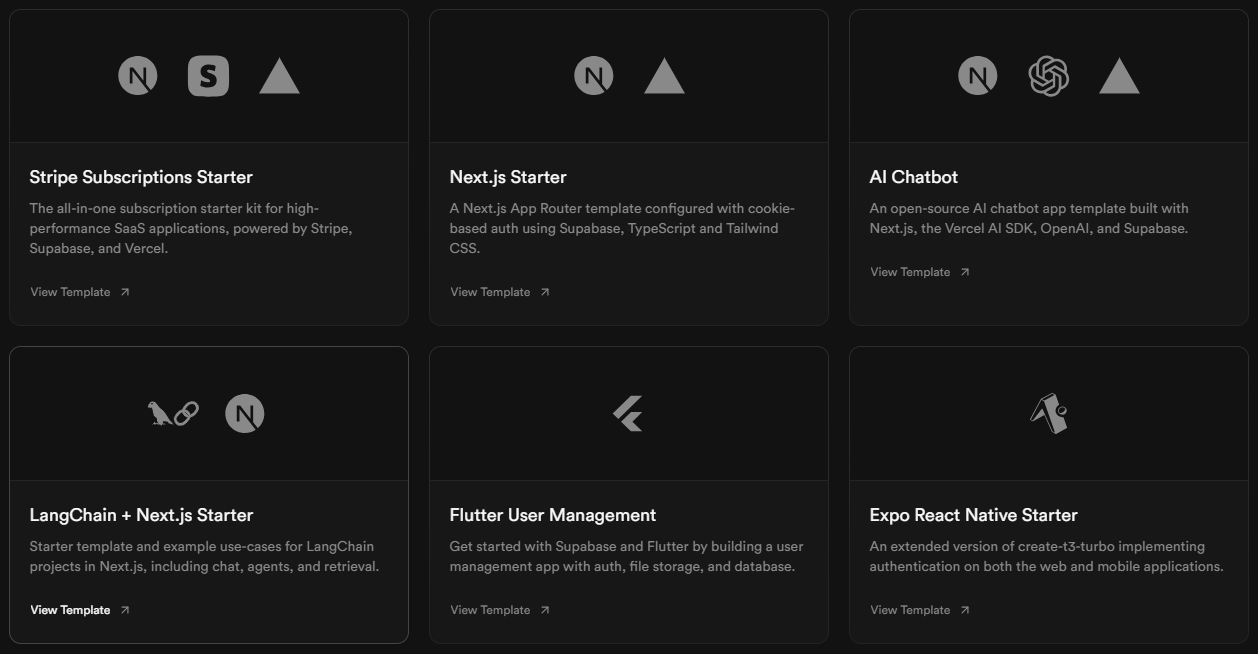 Stripe Subscriptions Starter
The all-in-one subscription starter kit for high-
performance SaaS applications, powered by Stripe,
Supabase, and Vercel.
View Template
Next.js Starter
A Next.js App Router template configured with cookie-
based auth using Supabase, TypeScript and Tailwind
CSS.
View Template
AI Chatbot
An open-source AI chatbot app template built with
Next.js, the Vercel AI SDK, OpenAI, and Supabase.
View Template
LangChain + Next.js Starter
Starter template and example use-cases for LangChain
projects in Next.js, including chat, agents, and retrieval.
View Template
Flutter User Management
Get started with Supabase and Flutter by building a user
management app with auth, file storage, and database.
View Template
Expo React Native Starter
An extended version of create-t3-turbo implementing
authentication on both the web and mobile applications.
View Template